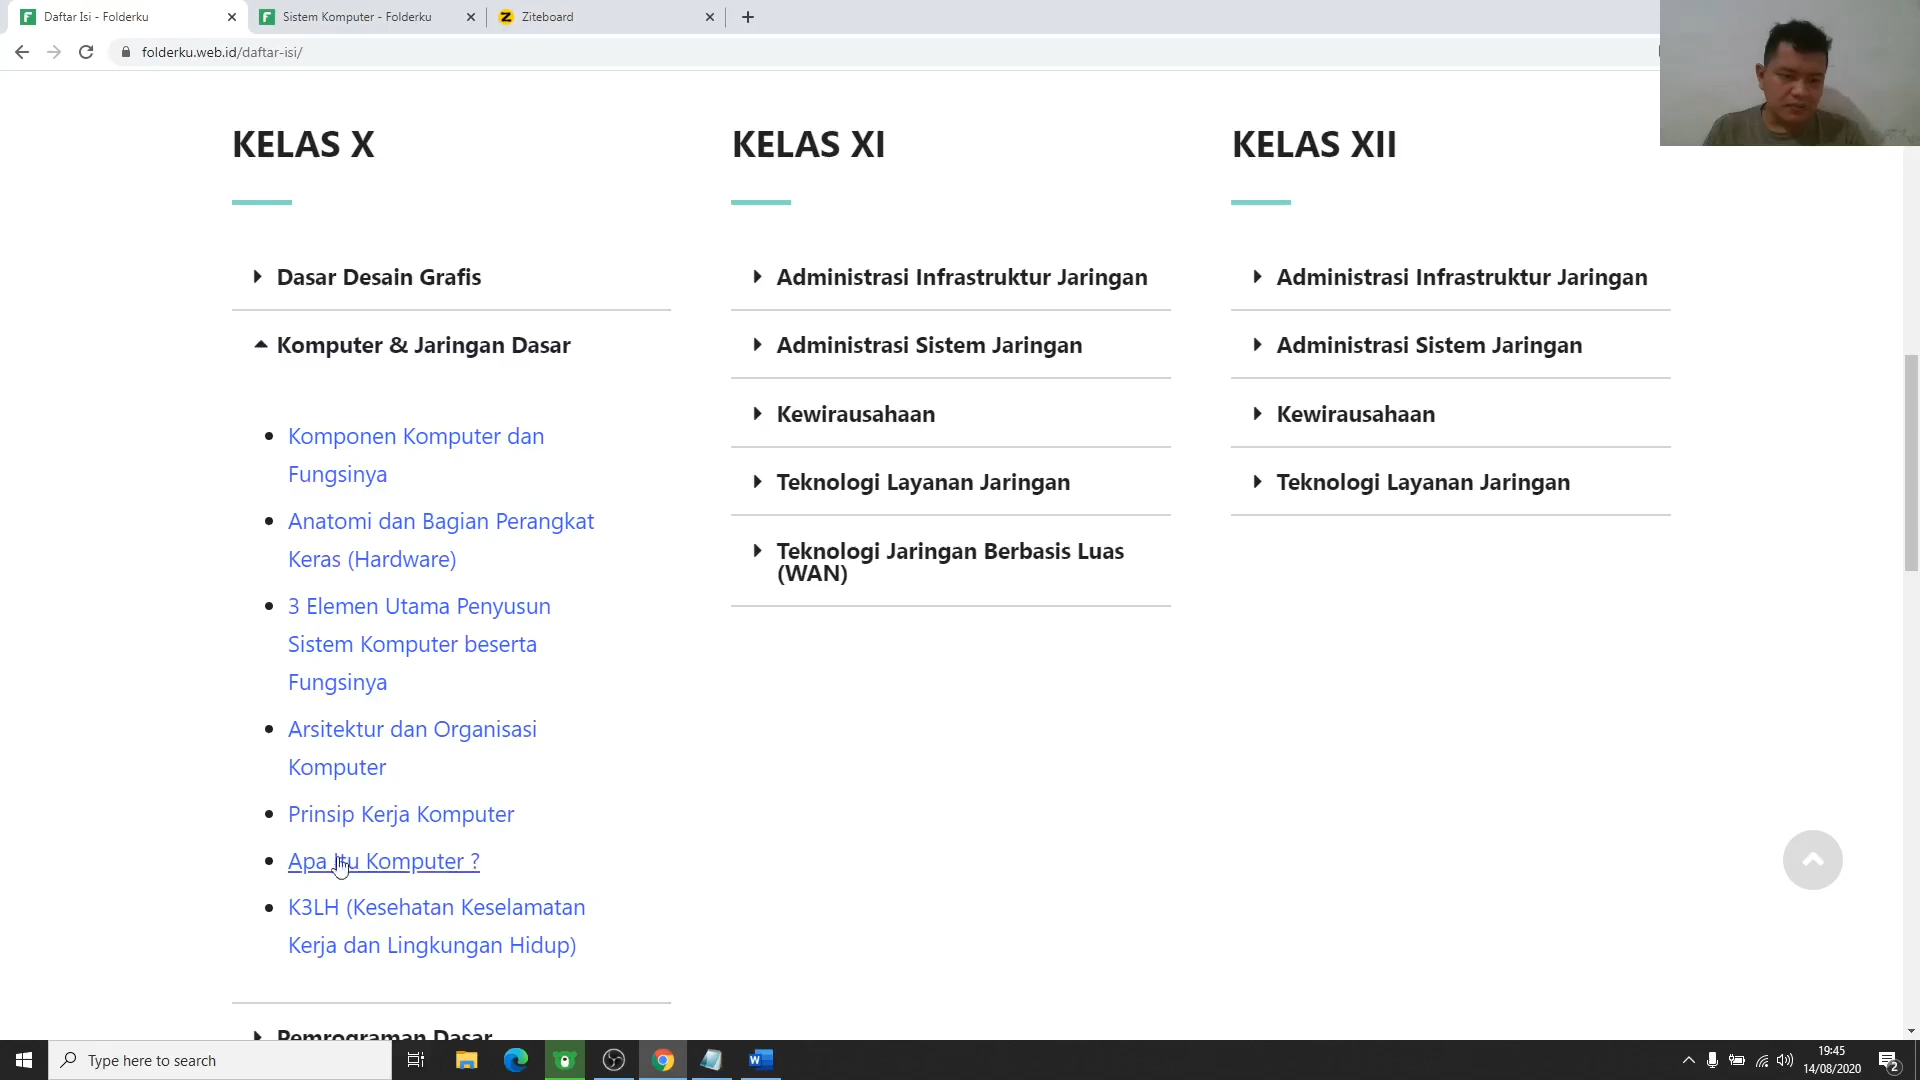 Daftar Isi - Folderku
Sistem Komputer - Folderku
Ziteboard
folderku.web.id/daftar-isi/
KELAS X
Dasar Desain Grafis
Komputer & Jaringan Dasar
Komponen Komputer dan
Fungsinya
Anatomi dan Bagian Perangkat
Keras (Hardware)
3 Elemen Utama Penyusun
Sistem Komputer beserta
Fungsinya
Arsitektur dan Organisasi
Komputer
Prinsip Kerja Komputer
Apa Itu Komputer ?
K3LH (Kesehatan Keselamatan
Kerja dan Lingkungan Hidup)
Pemrograman Dasar
KELAS XI
Administrasi Infrastruktur Jaringan
Administrasi Sistem Jaringan
Kewirausahaan
Teknologi Layanan Jaringan
Teknologi Jaringan Berbasis Luas
(WAN)
KELAS XII
Administrasi Infrastruktur Jaringan
Administrasi Sistem Jaringan
Kewirausahaan
Teknologi Layanan Jaringan
Type here to search
19:45
14/08/2020
2